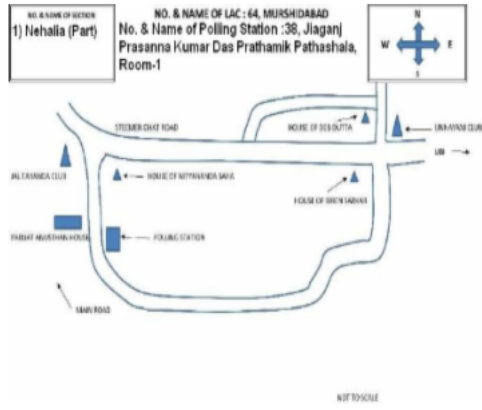 NO. & NAME OF SECTION
1) Nehalia (Part)
NO. & NAME OF LAC : 64, MURSHIDABAD
No. & Name of Polling Station :38, Jiaganj
Prasanna Kumar Das Prathamik Pathashala,
Room-1
N
W E
S
STEEMER GHAT ROAD
HOUSE OF DEB DUTTA
CLUB
HOUSE OF NITYANANDA SAHA
CLUB
HOUSE OF BIREN SARKAR
ANUSTHAN HOUSE
POLLING STATION
MAIN ROAD
NOT TO SCALE